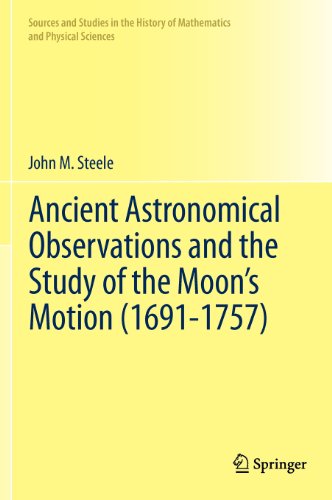 Sources and Studies in the History of Mathematics
and Physical Sciences
John M. Steele
Ancient Astronomical
Observations and the
Study of the Moon's
Motion (1691-1757)
Springer